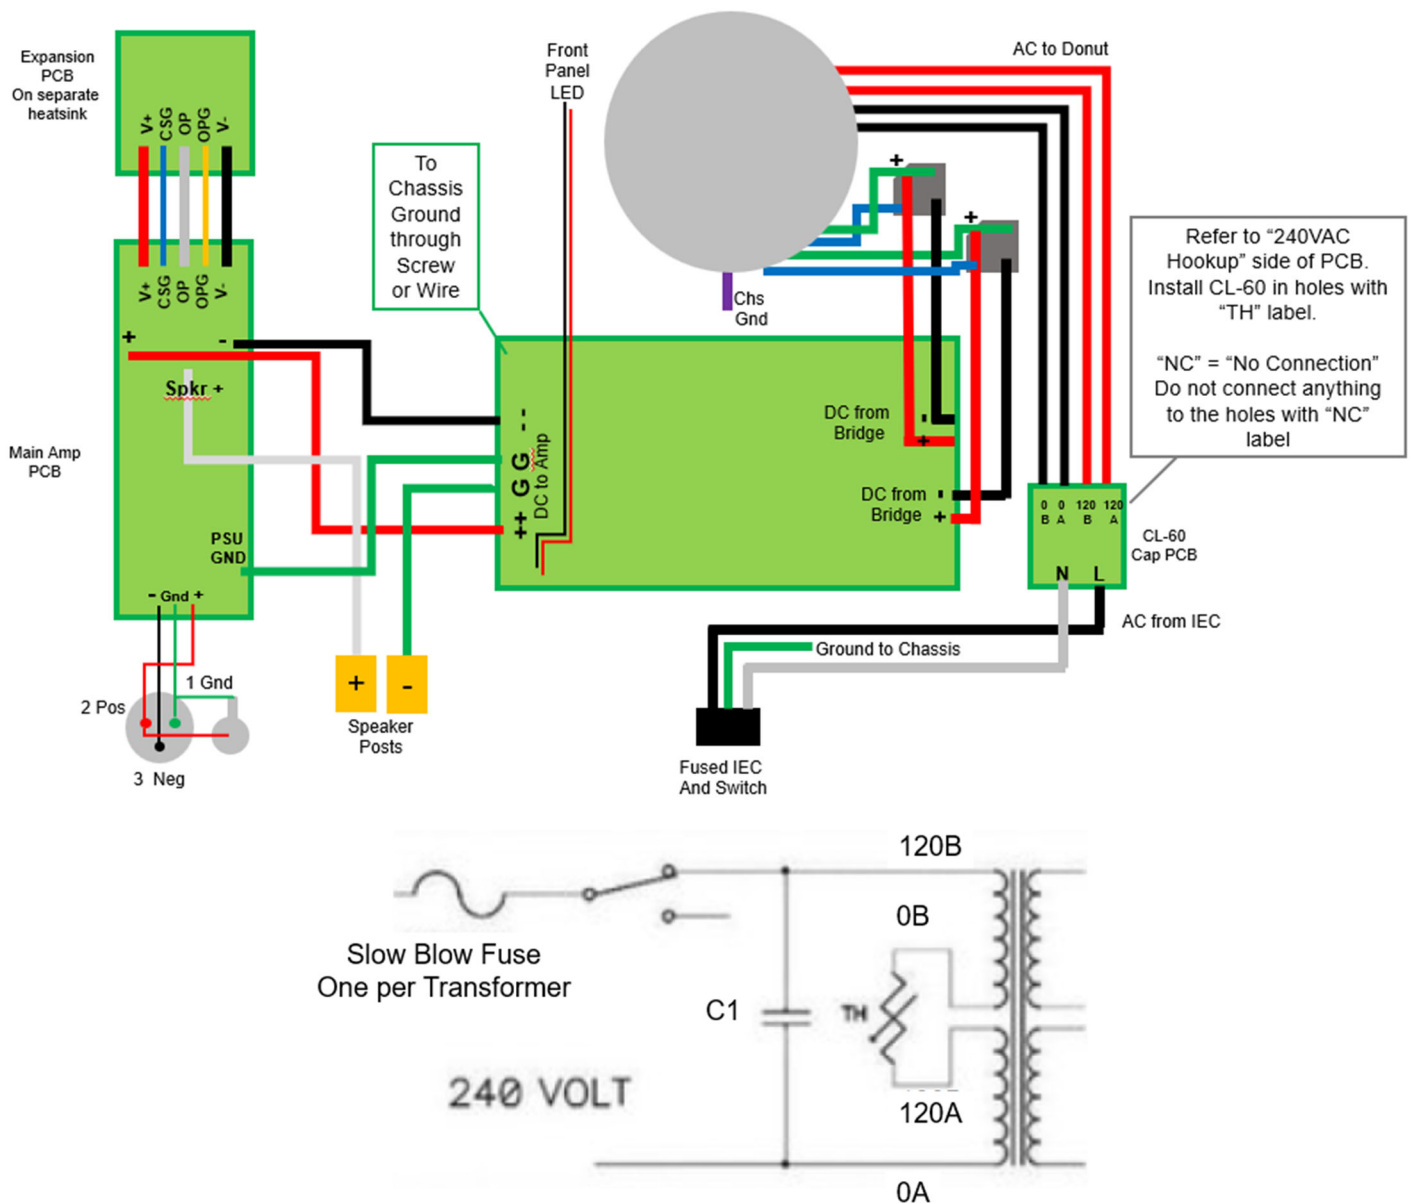 Expansion
PCB
On separate
heatsink
V+ CSG OP OPG V-
V+ CSG OP OPG V-
+ -
Spkr +
Main Amp
PCB
PSU
GND
- Gnd +
1 Gnd
2 Pos
3 Neg
To
Chassis
Ground
through
Screw
or Wire
Front
Panel
LED
+ -
Speaker
Posts
- -
G G
++
DC to Amp
Chs
Gnd
+
+
DC from
Bridge
-
+
DC from
Bridge
-
+
AC to Donut
Refer to “240VAC
Hookup” side of PCB.
Install CL-60 in holes with
“TH” label.
“NC” = “No Connection”
Do not connect anything
to the holes with “NC”
label
0 0 120 120
B A B A
N L
CL-60
Cap PCB
AC from IEC
Ground to Chassis
Fused IEC
And Switch
120B
0B
Slow Blow Fuse
One per Transformer
C1
TH
240 VOLT
120A
0A